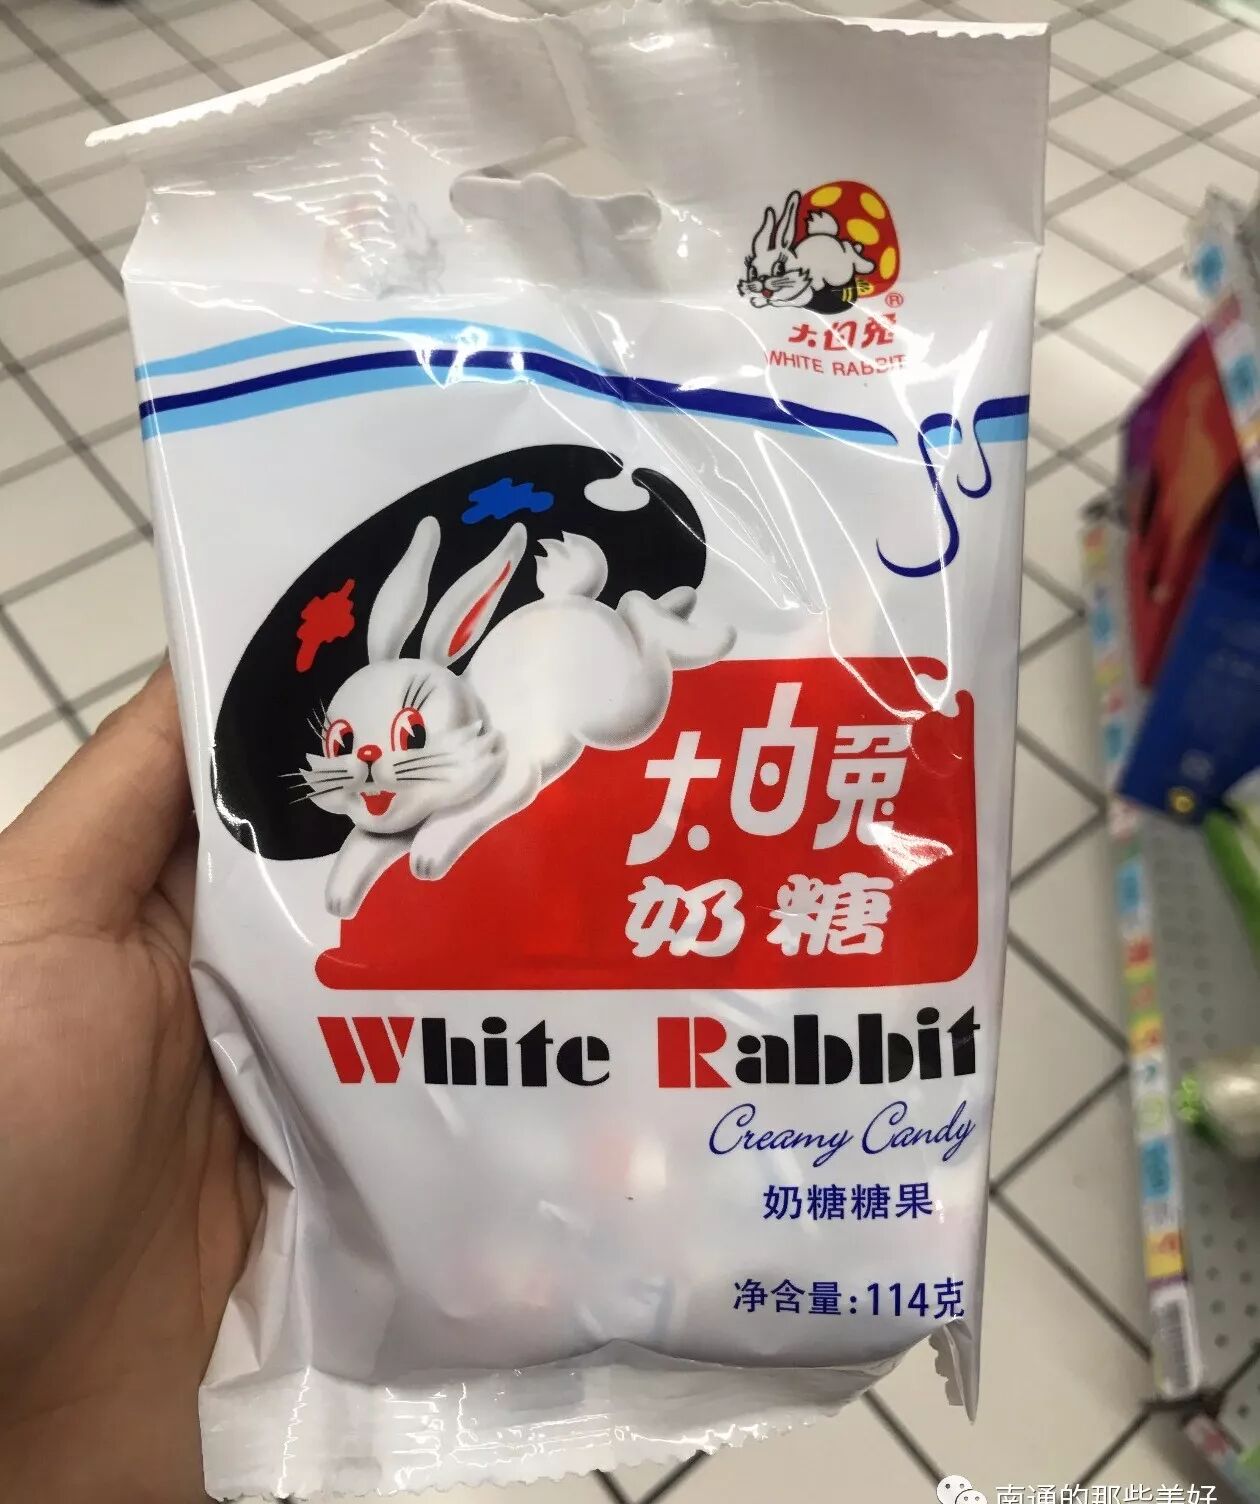 ®
大白兔
WHITE RABBIT
大白兔
奶糖
White Rabbit
Creamy Candy
奶糖糖果
净含量:114克
南通的那些美好